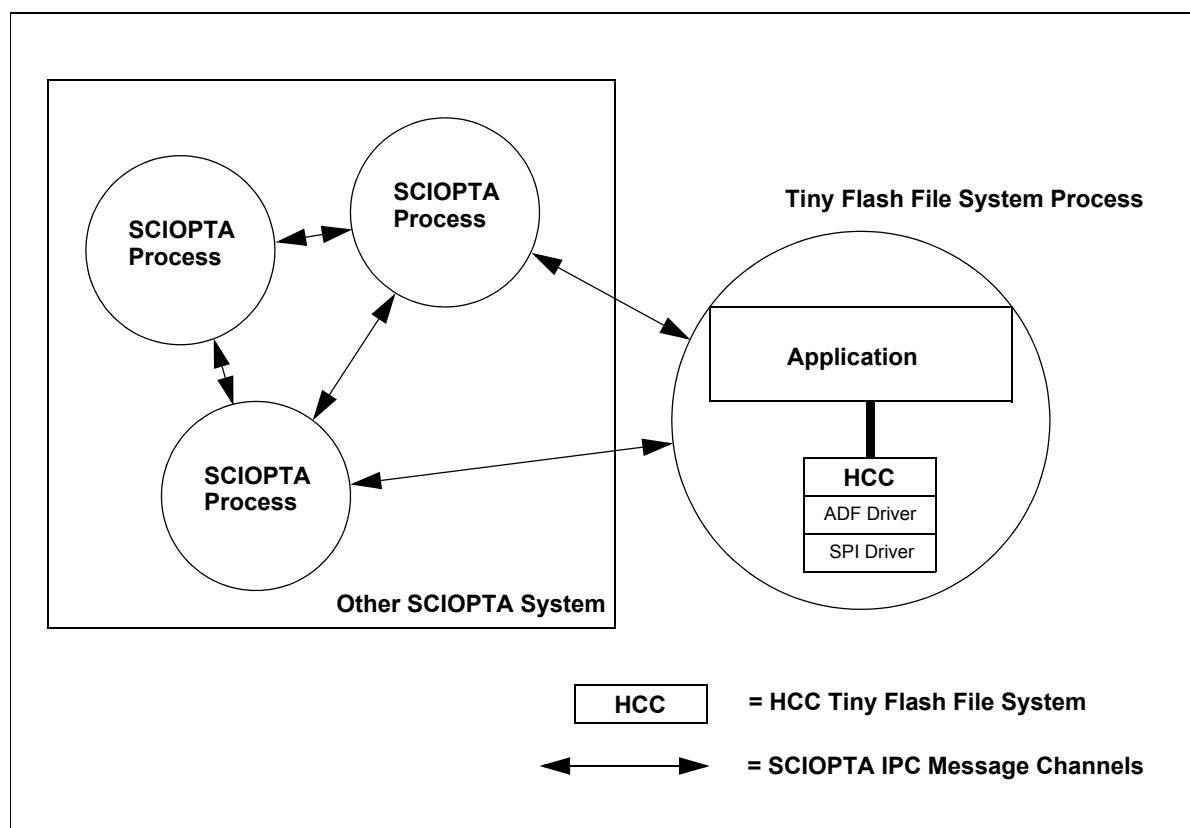 SCIOPTA
Process
SCIOPTA
Process
SCIOPTA
Process
Other SCIOPTA System
Tiny Flash File System Process
Application
HCC
ADF Driver
SPI Driver
HCC
= HCC Tiny Flash File System
= SCIOPTA IPC Message Channels